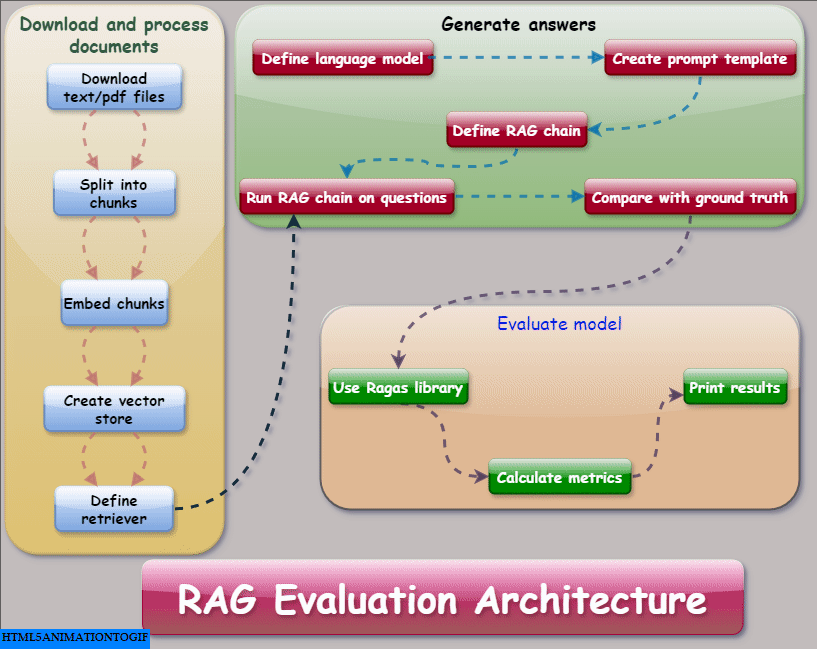 Download and process
documents
Download
text/pdf files
Split into
chunks
Embed chunks
Create vector
store
Define
retriever
Generate answers
Define language model
Create prompt template
Define RAG chain
Run RAG chain on questions
Compare with ground truth
Evaluate model
Use Ragas library
Print results
Calculate metrics
RAG Evaluation Architecture
HTML5ANIMATIONTOGIF